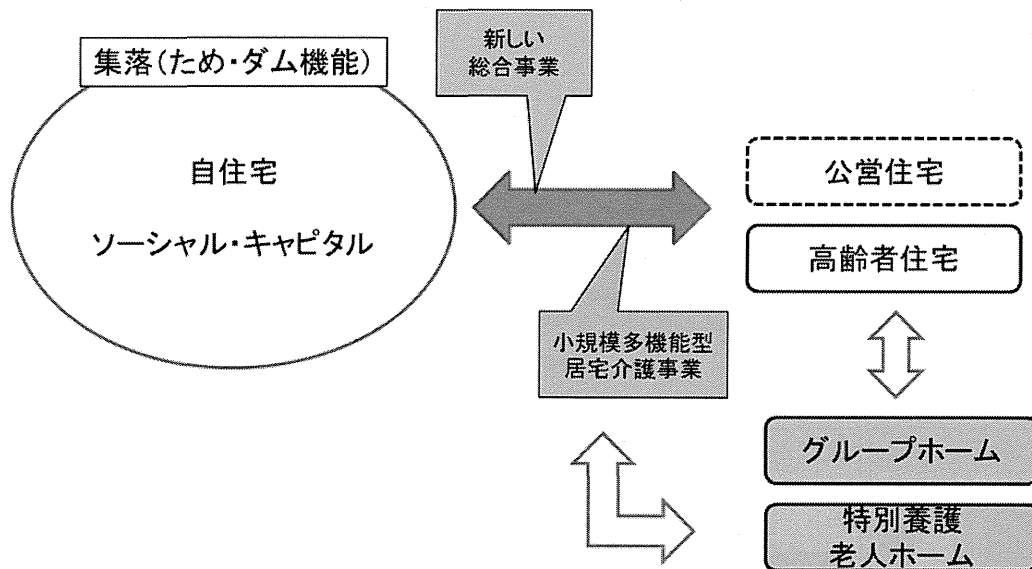 新しい
総合事業
集落(ため・ダム機能)
自住宅
ソーシャル・キャピタル
公営住宅
高齢者住宅
小規模多機能型
居宅介護事業
グループホーム
特別養護
老人ホーム